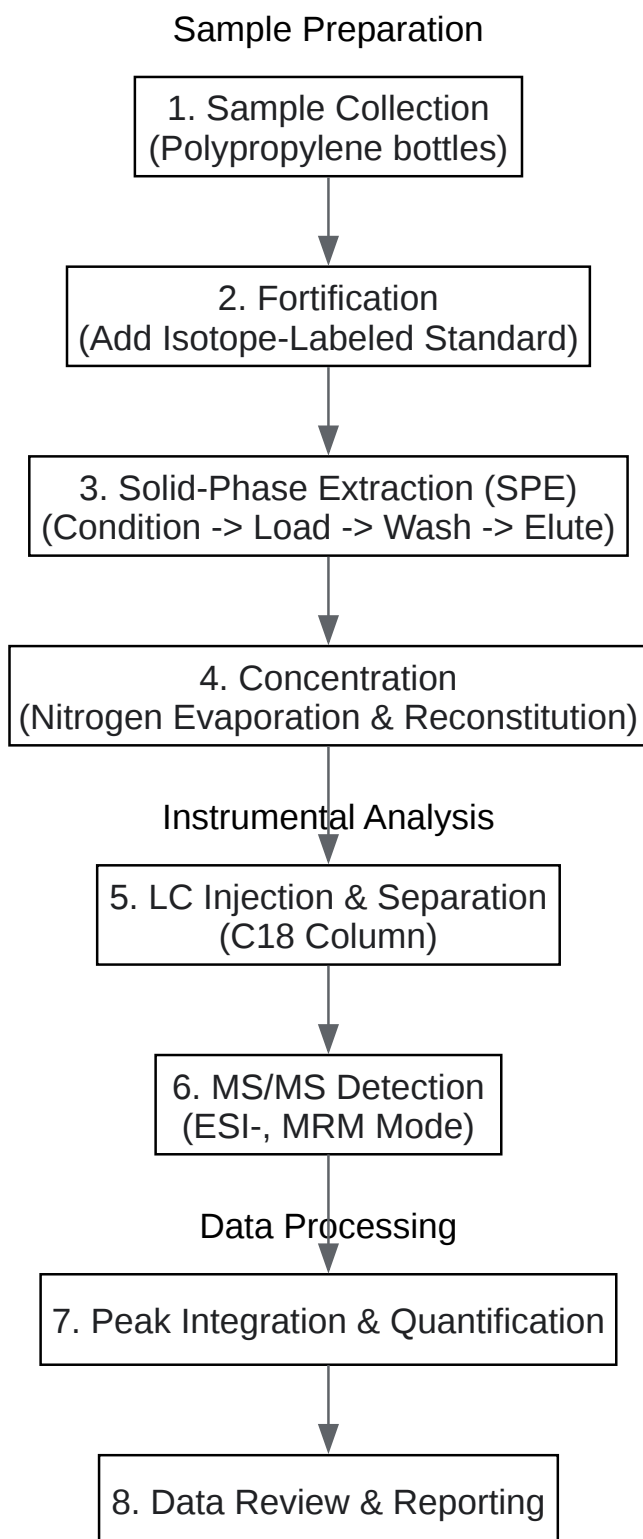 Sample Preparation
1. Sample Collection
(Polypropylene bottles)
2. Fortification
(Add Isotope-Labeled Standard)
3. Solid-Phase Extraction (SPE)
(Condition -> Load -> Wash -> Elute)
4. Concentration
(Nitrogen Evaporation & Reconstitution)
Instrumental Analysis
5. LC Injection & Separation
(C18 Column)
6. MS/MS Detection
(ESI-, MRM Mode)
Data Processing
7. Peak Integration & Quantification
8. Data Review & Reporting